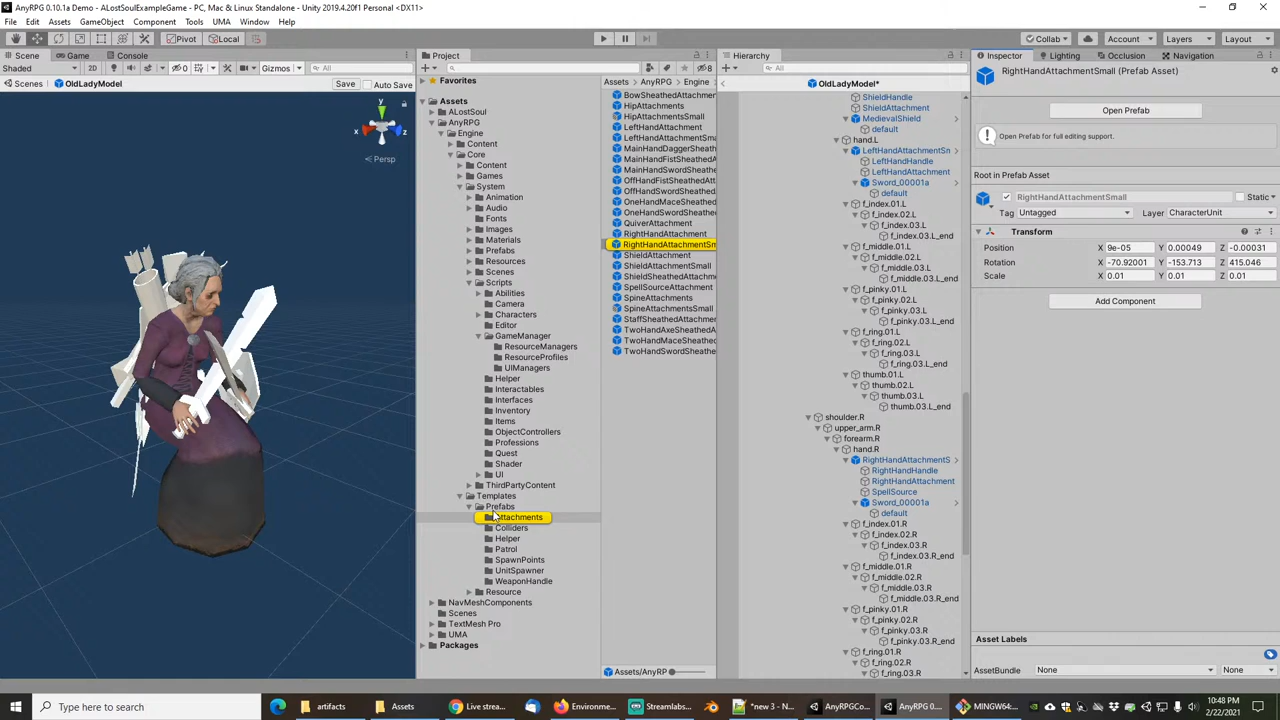 AnyRPG 0.10.1a Demo - ALostSoulExampleGame - PC, Mac & Linux Standalone - Unity 2019.4.20f1 Personal <DX11>
File Edit Assets GameObject Component Tools UMA Window Help
Pivot Local Collab Account Layers Layout
Scene Game Console
Shaded 2D 0 Gizmos All
Scenes OldLadyModel Save Auto Save
y
x
z
Persp
Project
8
Favorites
Assets
ALostSoul
AnyRPG
Engine
Content
Core
Content
Games
System
Animation
Audio
Fonts
Images
Materials
Prefabs
Resources
Scenes
Scripts
Abilities
Camera
Characters
Editor
GameManager
ResourceManagers
ResourceProfiles
UIManagers
Helper
Interactables
Interfaces
Inventory
Items
ObjectControllers
Professions
Quest
Shader
UI
ThirdPartyContent
Templates
Prefabs
Attachments
Colliders
Helper
Patrol
SpawnPoints
UnitSpawner
WeaponHandle
Resource
NavMeshComponents
Scenes
TextMesh Pro
UMA
Packages
Assets AnyRPG Engine
BowSheathedAttachmen
HipAttachments
HipAttachmentsSmall
LeftHandAttachment
LeftHandAttachmentSma
MainHandDaggerSheath
MainHandFistSheathedA
MainHandSwordSheathe
OffHandFistSheathedAtt
OffHandSwordSheathed
OneHandMaceSheathed
OneHandSwordSheathe
QuiverAttachment
RightHandAttachment
RightHandAttachmentSm
ShieldAttachment
ShieldAttachmentSmall
ShieldSheathedAttachme
SpellSourceAttachment
SpineAttachments
SpineAttachmentsSmall
StaffSheathedAttachmen
TwoHandAxeSheathedA
TwoHandMaceSheathed
TwoHandSwordSheathe
Assets/AnyRP
Hierarchy
All
OldLadyModel*
ShieldHandle
ShieldAttachment
MedievalShield
default
hand.L
LeftHandAttachmentSn
LeftHandHandle
LeftHandAttachment
Sword_00001a
default
f_index.01.L
f_index.02.L
f_index.03.L
f_index.03.L_end
f_middle.01.L
f_middle.02.L
f_middle.03.L
f_middle.03.L_end
f_pinky.01.L
f_pinky.02.L
f_pinky.03.L
f_pinky.03.L_end
f_ring.01.L
f_ring.02.L
f_ring.03.L
f_ring.03.L_end
thumb.01.L
thumb.02.L
thumb.03.L
thumb.03.L_end
shoulder.R
upper_arm.R
forearm.R
hand.R
RightHandAttachmentS
RightHandHandle
RightHandAttachment
SpellSource
Sword_00001a
default
f_index.01.R
f_index.02.R
f_index.03.R
f_index.03.R_end
f_middle.01.R
f_middle.02.R
f_middle.03.R
f_middle.03.R_end
f_pinky.01.R
f_pinky.02.R
f_pinky.03.R
f_pinky.03.R_end
f_ring.01.R
f_ring.02.R
f_ring.03.R
Inspector Lighting Occlusion Navigation
RightHandAttachmentSmall (Prefab Asset)
Open Prefab
Open Prefab for full editing support.
Root in Prefab Asset
RightHandAttachmentSmall Static
Tag Untagged Layer CharacterUnit
Transform
Position X 9e-05 Y 0.00048 Z -0.00031
Rotation X -70.92001 Y -153.713 Z 415.046
Scale X 0.01 Y 0.01 Z 0.01
Add Component
Asset Labels
AssetBundle None None
Type here to search
artifacts Assets Live stream... Environme... Streamlabs... *new 3 - N... AnyRPGCo... AnyRPG 0.... MINGW64:...
10:48 PM
2/22/2021